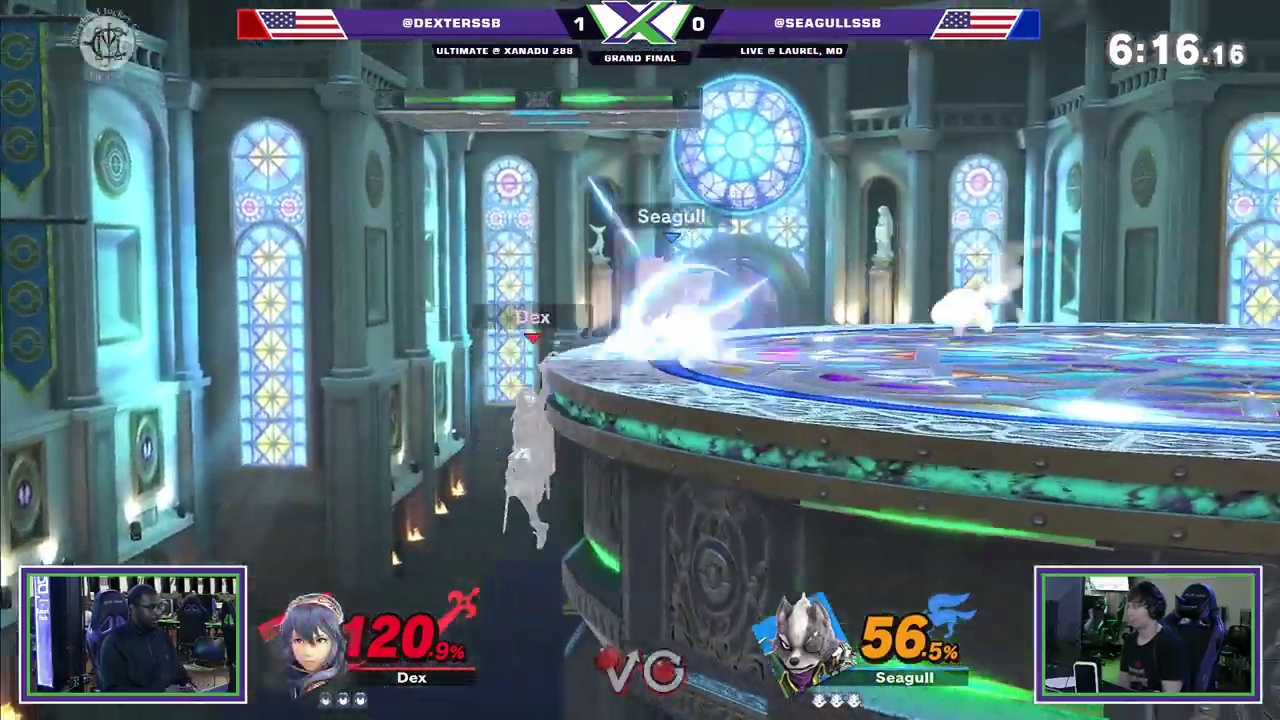 @DEXTERSSB
1
0
@SEAGULLSSB
ULTIMATE @ XANADU 288
LIVE @ LAUREL, MD
GRAND FINAL
6:16.16
Seagull
Dex
120.9%
Dex
56.5%
Seagull